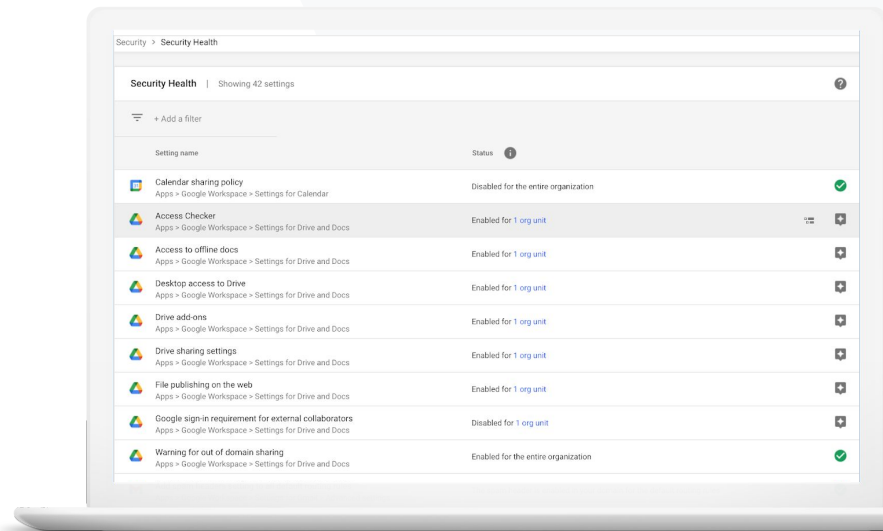 Security > Security Health
Security Health | Showing 42 settings
+ Add a filter
Setting name Status
Calendar sharing policy
Apps > Google Workspace > Settings for Calendar
Disabled for the entire organization
Access Checker
Apps > Google Workspace > Settings for Drive and Docs
Enabled for 1 org unit
Access to offline docs
Apps > Google Workspace > Settings for Drive and Docs
Enabled for 1 org unit
Desktop access to Drive
Apps > Google Workspace > Settings for Drive and Docs
Enabled for 1 org unit
Drive add-ons
Apps > Google Workspace > Settings for Drive and Docs
Enabled for 1 org unit
Drive sharing settings
Apps > Google Workspace > Settings for Drive and Docs
Enabled for 1 org unit
File publishing on the web
Apps > Google Workspace > Settings for Drive and Docs
Enabled for 1 org unit
Google sign-in requirement for external collaborators
Apps > Google Workspace > Settings for Drive and Docs
Disabled for 1 org unit
Warning for out of domain sharing
Apps > Google Workspace > Settings for Drive and Docs
Enabled for the entire organization